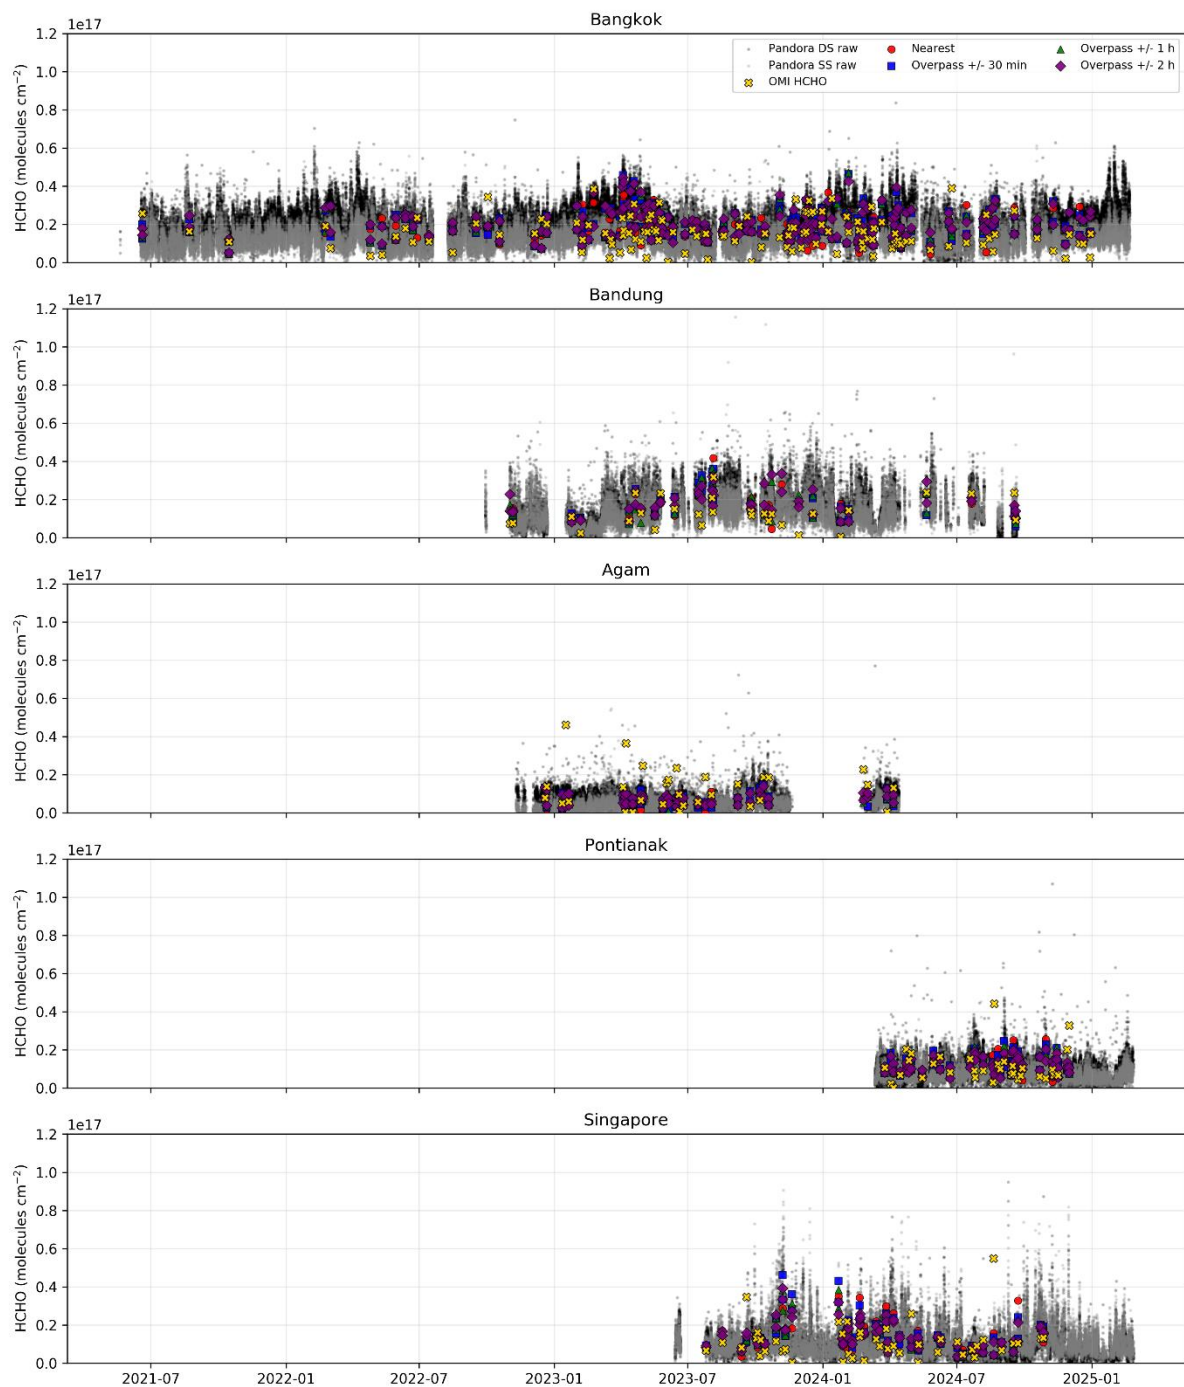 Bangkok
1e17
HCHO (molecules cm⁻²)
1.2
1.0
0.8
0.6
0.4
0.2
0.0
Pandora DS raw
Pandora SS raw
OMI HCHO
Nearest
Overpass +/- 30 min
Overpass +/- 1 h
Overpass +/- 2 h
Bandung
1e17
HCHO (molecules cm⁻²)
1.2
1.0
0.8
0.6
0.4
0.2
0.0
Agam
1e17
HCHO (molecules cm⁻²)
1.2
1.0
0.8
0.6
0.4
0.2
0.0
Pontianak
1e17
HCHO (molecules cm⁻²)
1.2
1.0
0.8
0.6
0.4
0.2
0.0
Singapore
1e17
HCHO (molecules cm⁻²)
1.2
1.0
0.8
0.6
0.4
0.2
0.0
2021-07 2022-01 2022-07 2023-01 2023-07 2024-01 2024-07 2025-01